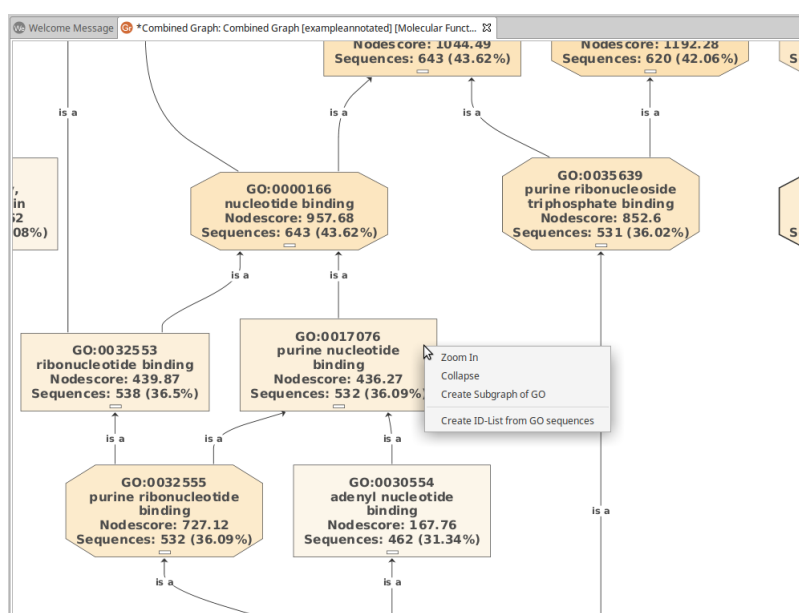 Welcome Message
*Combined Graph: Combined Graph [exampleannotated] [Molecular Funct...
Nodescore: 1044.49
Sequences: 643 (43.62%)
Nodescore: 1192.28
Sequences: 620 (42.06%)
S
is a
is a
is a
is a
in
08%)
GO:0000166
nucleotide binding
Nodescore: 957.68
Sequences: 643 (43.62%)
GO:0035639
purine ribonucleoside
triphosphate binding
Nodescore: 852.6
Sequences: 531 (36.02%)
S
is a
is a
GO:0032553
ribonucleotide binding
Nodescore: 439.87
Sequences: 538 (36.5%)
GO:0017076
purine nucleotide
binding
Nodescore: 436.27
Sequences: 532 (36.09%)
Zoom In
Collapse
Create Subgraph of GO
Create ID-List from GO sequences
is a
is a
is a
GO:0032555
purine ribonucleotide
binding
Nodescore: 727.12
Sequences: 532 (36.09%)
GO:0030554
adenyl nucleotide
binding
Nodescore: 167.76
Sequences: 462 (31.34%)
is a
is a
is a